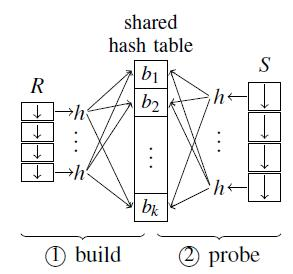 shared
hash table
R
S
b1
b2
⋮
bk
h
⋮
h
h
⋮
h
① build
② probe